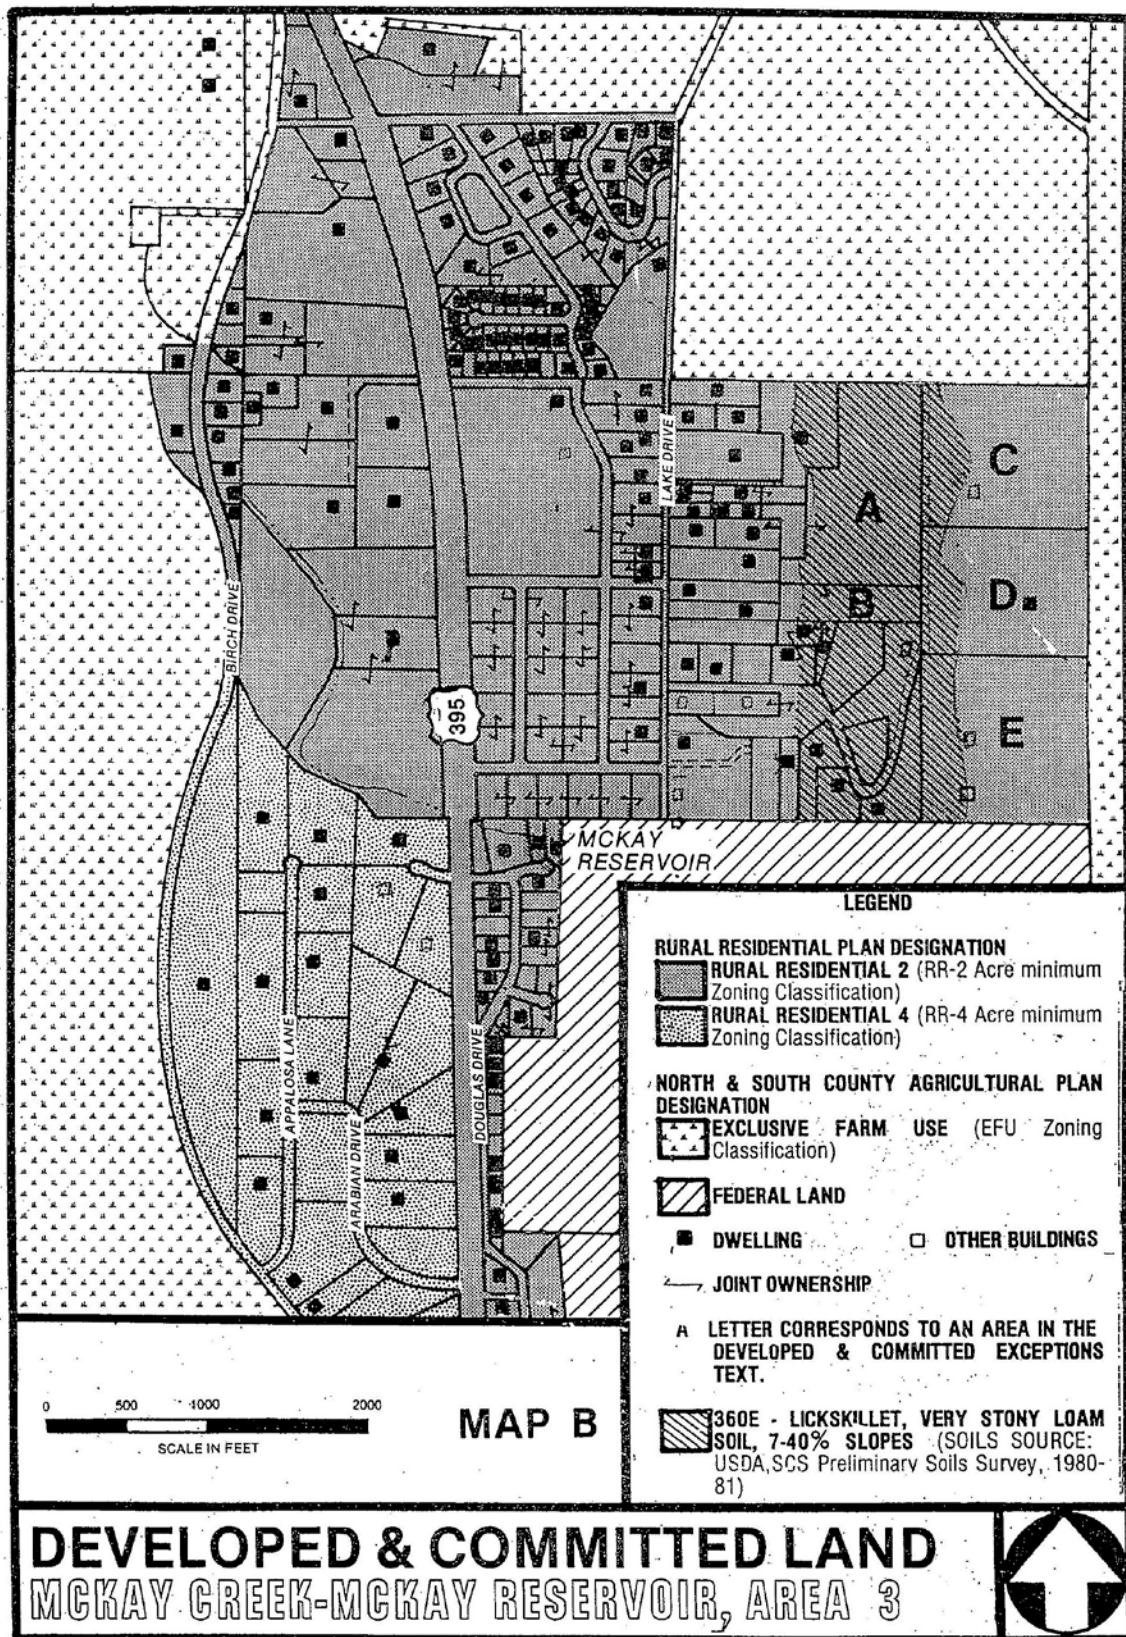 C
A
LAKE DRIVE
B
D
BIRCH DRIVE
395
E
MCKAY
RESERVOIR
APPALOSA LANE
ARABIAN DRIVE
DOUGLAS DRIVE
LEGEND
RURAL RESIDENTIAL PLAN DESIGNATION
RURAL RESIDENTIAL 2 (RR-2 Acre minimum
Zoning Classification)
RURAL RESIDENTIAL 4 (RR-4 Acre minimum
Zoning Classification)
NORTH & SOUTH COUNTY AGRICULTURAL PLAN
DESIGNATION
EXCLUSIVE FARM USE (EFU Zoning
Classification)
FEDERAL LAND
DWELLING
OTHER BUILDINGS
JOINT OWNERSHIP
A LETTER CORRESPONDS TO AN AREA IN THE
DEVELOPED & COMMITTED EXCEPTIONS
TEXT.
360E - LICKSKILLET, VERY STONY LOAM
SOIL, 7-40% SLOPES (SOILS SOURCE:
USDA,SCS Preliminary Soils Survey, 1980-
81)
0 500 1000 2000
SCALE IN FEET
MAP B
DEVELOPED & COMMITTED LAND
MCKAY CREEK-MCKAY RESERVOIR, AREA 3